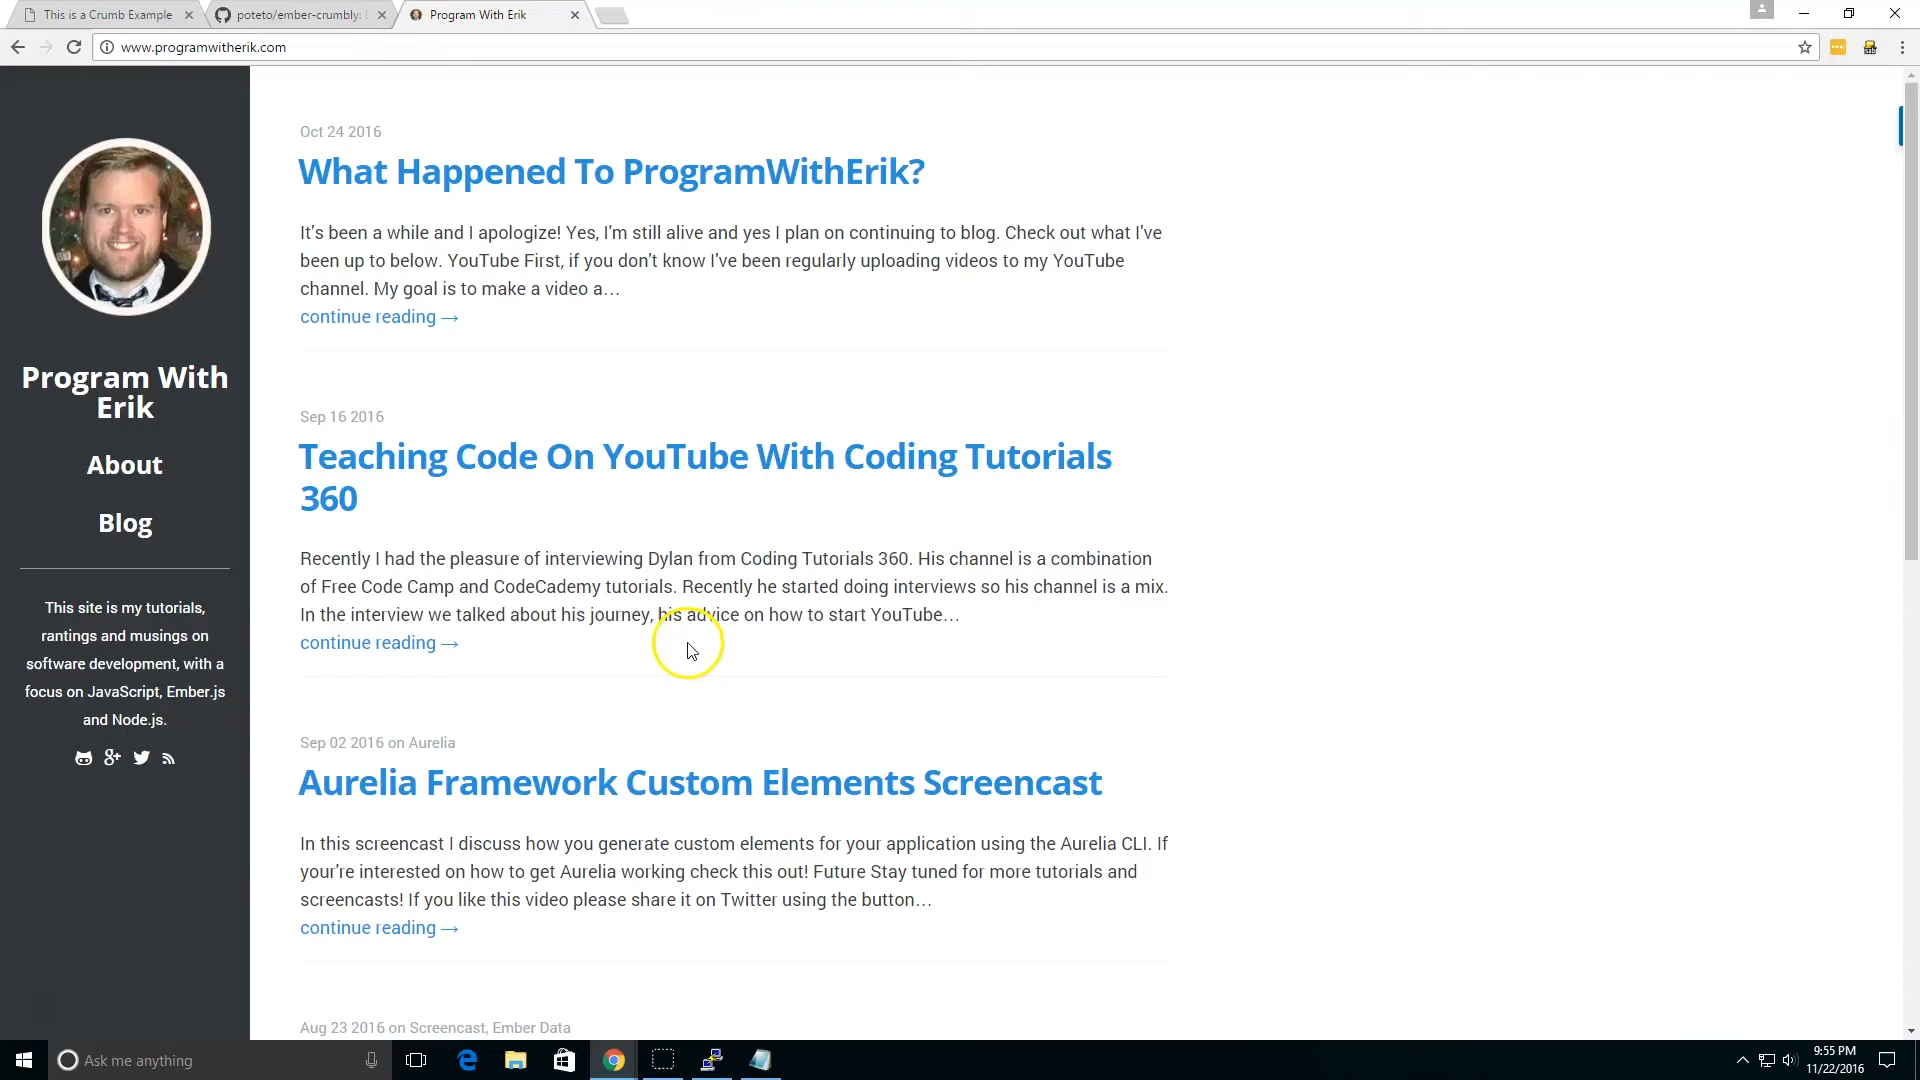 This is a Crumb Example
poteto/ember-crumbly:
Program With Erik
www.programwitherik.com
Program With
Erik
About
Blog
This site is my tutorials,
rantings and musings on
software development, with a
focus on JavaScript, Ember.js
and Node.js.
Oct 24 2016
What Happened To ProgramWithErik?
It's been a while and I apologize! Yes, I'm still alive and yes I plan on continuing to blog. Check out what I've
been up to below. YouTube First, if you don't know I've been regularly uploading videos to my YouTube
channel. My goal is to make a video a…
continue reading →
Sep 16 2016
Teaching Code On YouTube With Coding Tutorials
360
Recently I had the pleasure of interviewing Dylan from Coding Tutorials 360. His channel is a combination
of Free Code Camp and CodeCademy tutorials. Recently he started doing interviews so his channel is a mix.
In the interview we talked about his journey, his advice on how to start YouTube…
continue reading →
Sep 02 2016 on Aurelia
Aurelia Framework Custom Elements Screencast
In this screencast I discuss how you generate custom elements for your application using the Aurelia CLI. If
your're interested on how to get Aurelia working check this out! Future Stay tuned for more tutorials and
screencasts! If you like this video please share it on Twitter using the button…
continue reading →
Aug 23 2016 on Screencast, Ember Data
Ask me anything
9:55 PM
11/22/2016